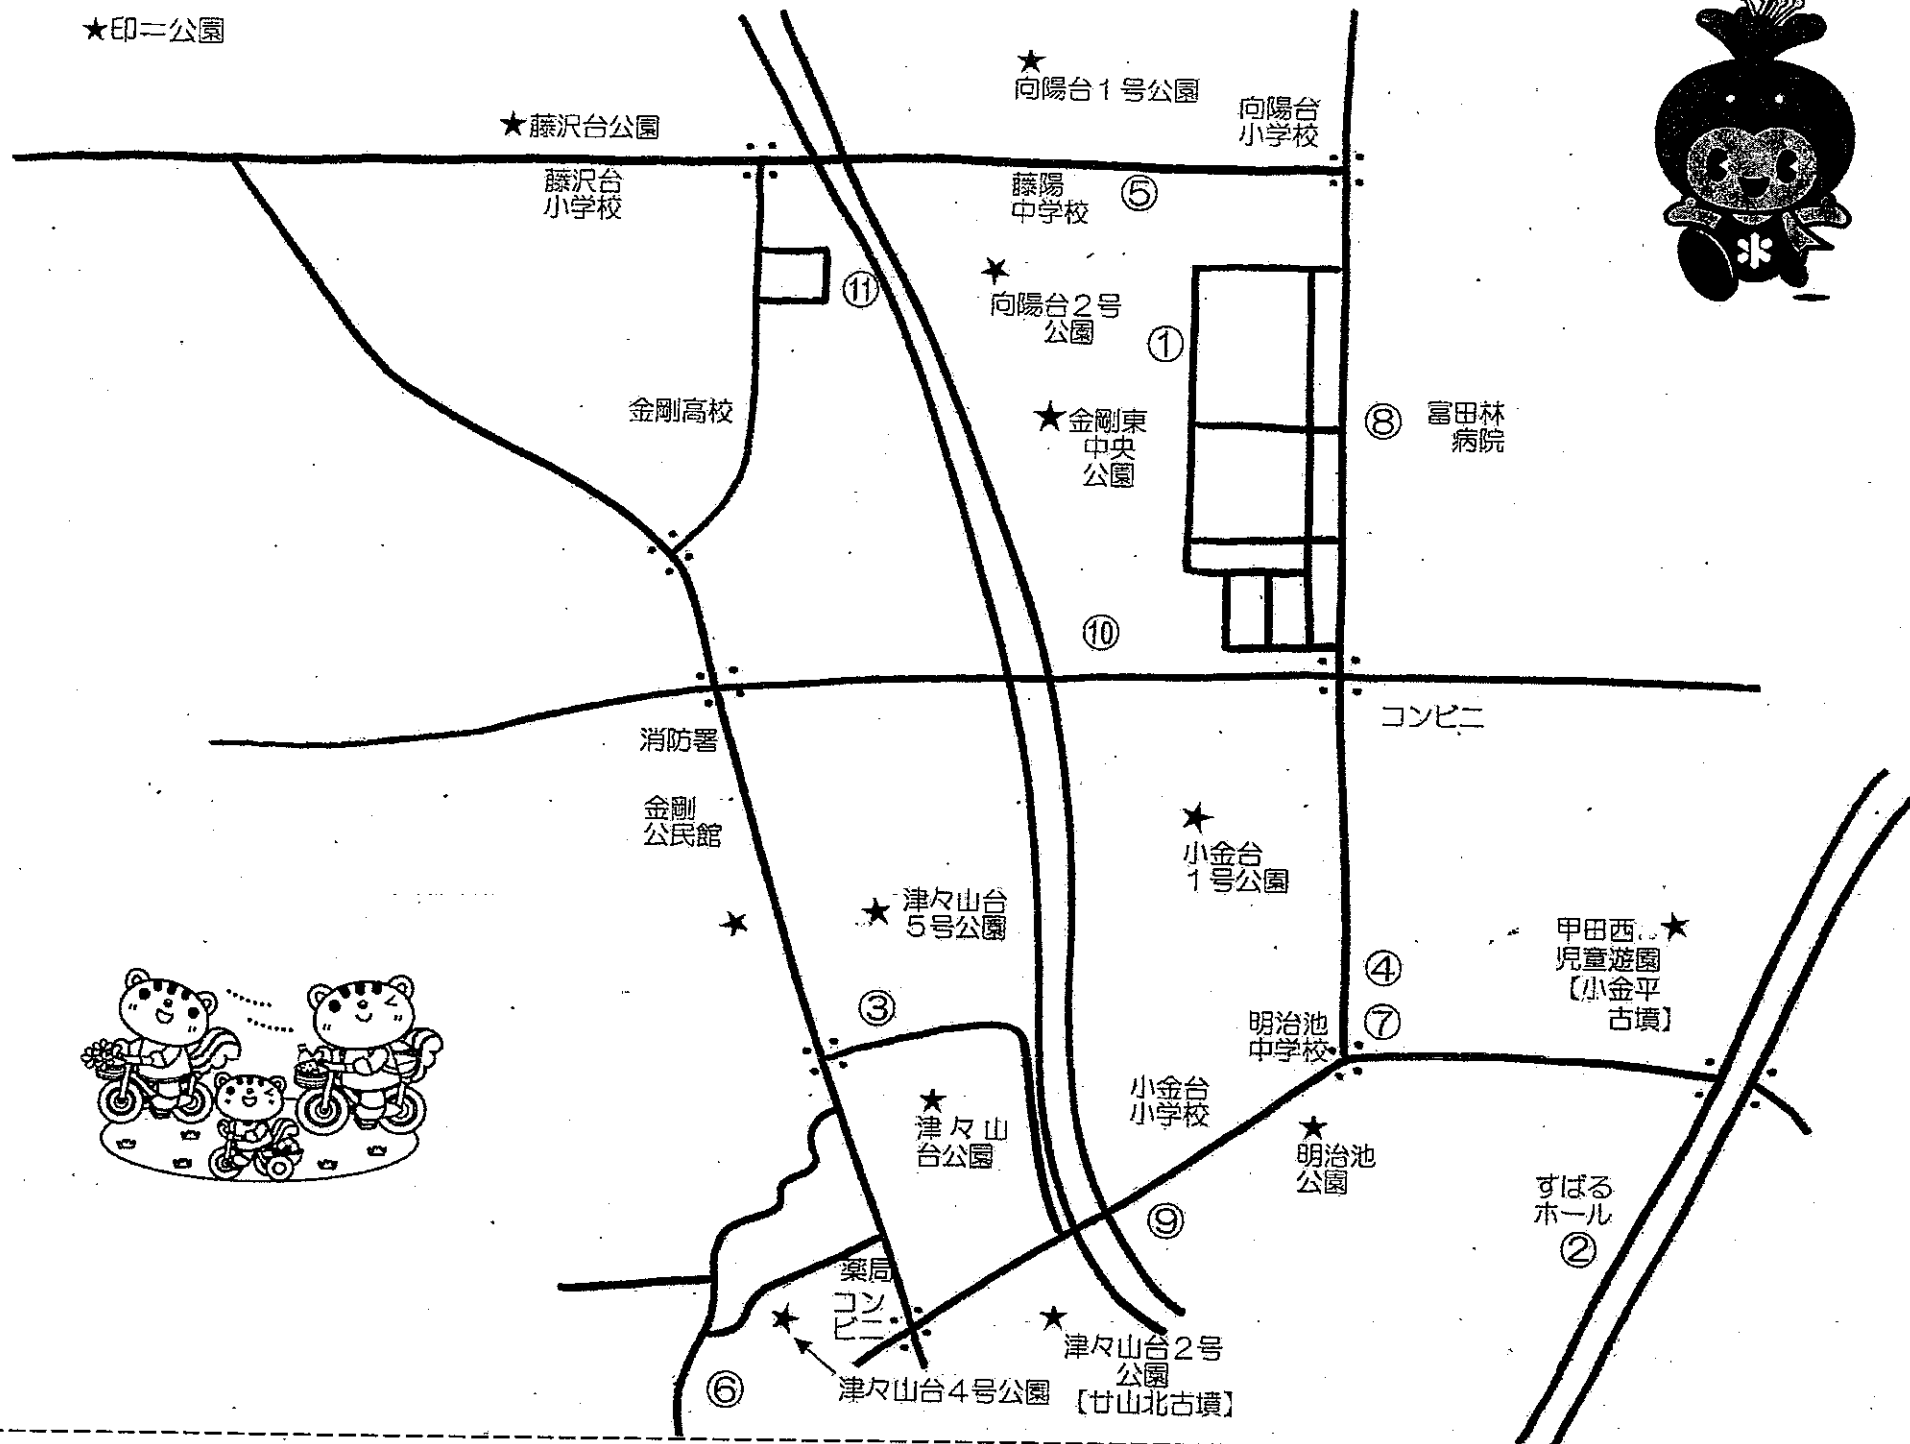 ★印＝公園
★
向陽台１号公園
向陽台
小学校
★藤沢台公園
藤沢台
小学校
藤陽
中学校
⑤
⑪
★
向陽台２号
公園
①
金剛高校
★金剛東
中央
公園
⑧
富田林
病院
⑩
コンビニ
消防署
金剛
公民館
★
小金台
１号公園
★
★津々山台
５号公園
甲田西
児童遊園
【小金平
古墳】
★
③
④
⑦
明治池
中学校
小金台
小学校
★
津々山
台公園
★
明治池
公園
すばる
ホール
②
⑨
薬局
コン
ビニ
★
津々山台４号公園
★
津々山台２号
公園
【廿山北古墳】
⑥